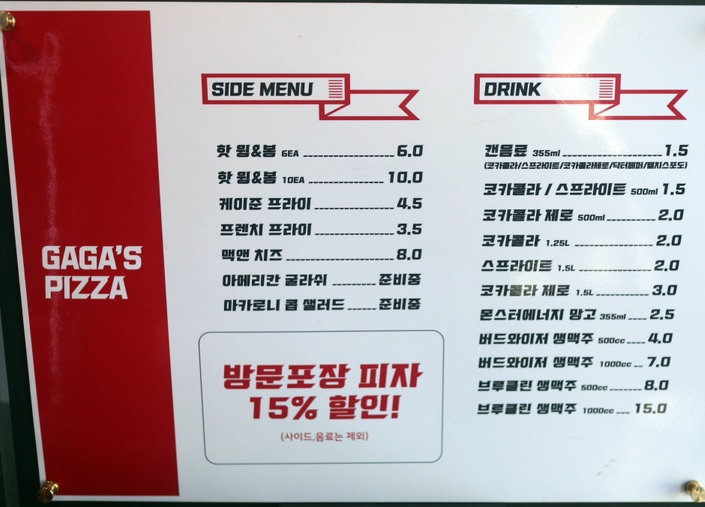 GAGA'S
PIZZA
SIDE MENU
핫 윙&봉 6EA 6.0
핫 윙&봉 10EA 10.0
케이준 프라이 4.5
프렌치 프라이 3.5
맥앤 치즈 8.0
아메리칸 굴라쉬 준비중
마카로니 콥 샐러드 준비중
방문포장 피자
15% 할인!
(사이드,음료는 제외)
DRINK
캔음료 355ml 1.5
(코카콜라/스프라이트/코카콜라제로/닥터페퍼/웰치스포도)
코카콜라 / 스프라이트 500ml 1.5
코카콜라 제로 500ml 2.0
코카콜라 1.25L 2.0
스프라이트 1.5L 2.0
코카콜라 제로 1.5L 3.0
몬스터에너지 망고 355ml 2.5
버드와이저 생맥주 500cc 4.0
버드와이저 생맥주 1000cc 7.0
브루클린 생맥주 500cc 8.0
브루클린 생맥주 1000cc 15.0